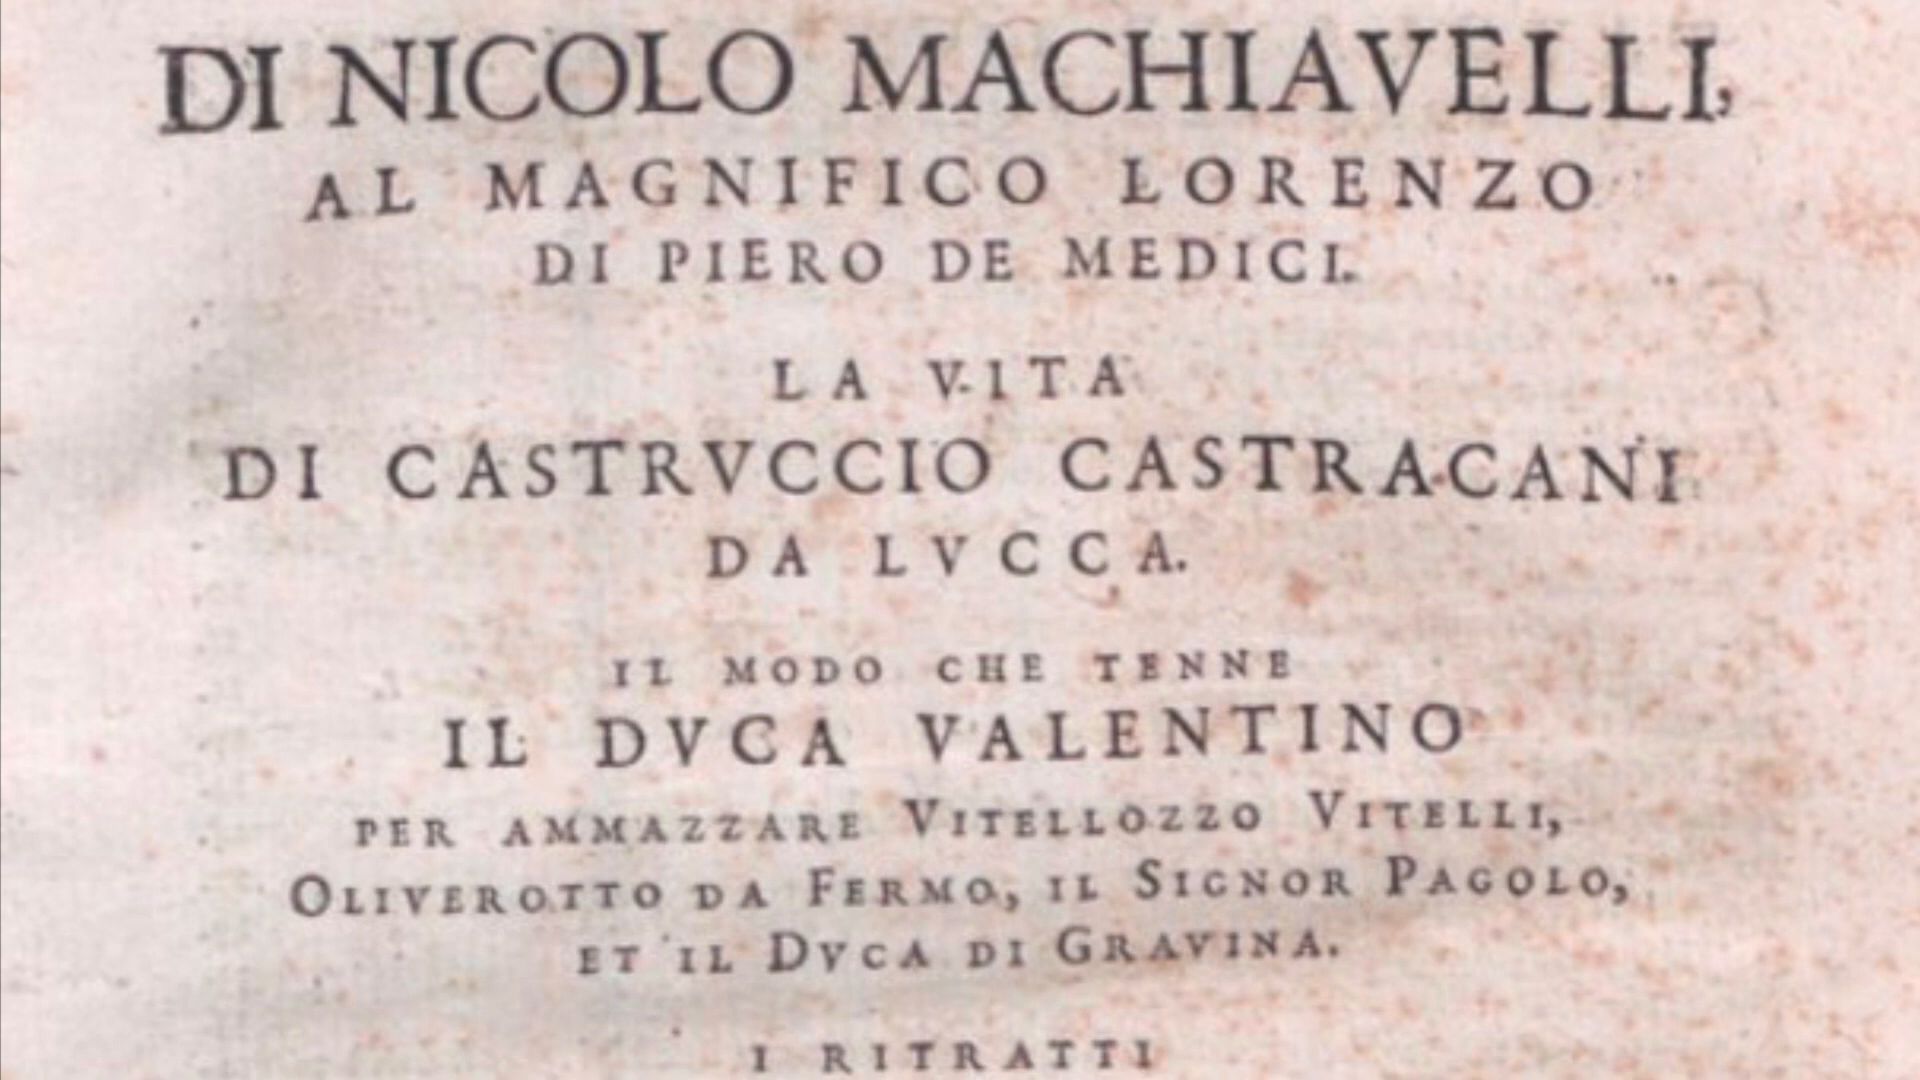 DI NICOLO MACHIAVELLI,
AL MAGNIFICO LORENZO
DI PIERO DE MEDICI.
LA VITA
DI CASTRVCCIO CASTRACANI
DA LVCCA.
IL MODO CHE TENNE
IL DVCA VALENTINO
PER AMMAZZARE VITELLOZZO VITELLI,
OLIVEROTTO DA FERMO, IL SIGNOR PAGOLO,
ET IL DVCA DI GRAVINA.
I RITRATTI